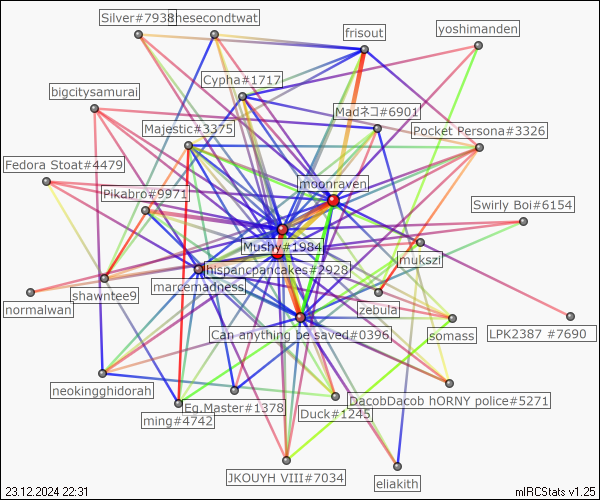 Silver#7938
hesecondtwat
frisout
yoshimanden
Cypha#1717
bigcitysamurai
Madネコ#6901
Majestic#3375
Pocket Persona#3326
Fedora Stoat#4479
moonraven
Pikabro#9971
Swirly Boi#6154
Mushy#1984
mukszi
hispancpancakes#2928
marcemadness
shawntee9
normalwan
zebula
Can anything be saved#0396
somass
LPK2387 #7690
neokingghidorah
DacobDacob hORNY police#5271
Eg.Master#1378
Duck#1245
ming#4742
JKOUYH VIII#7034
eliakith
23.12.2024 22:31
mIRCStats v1.25